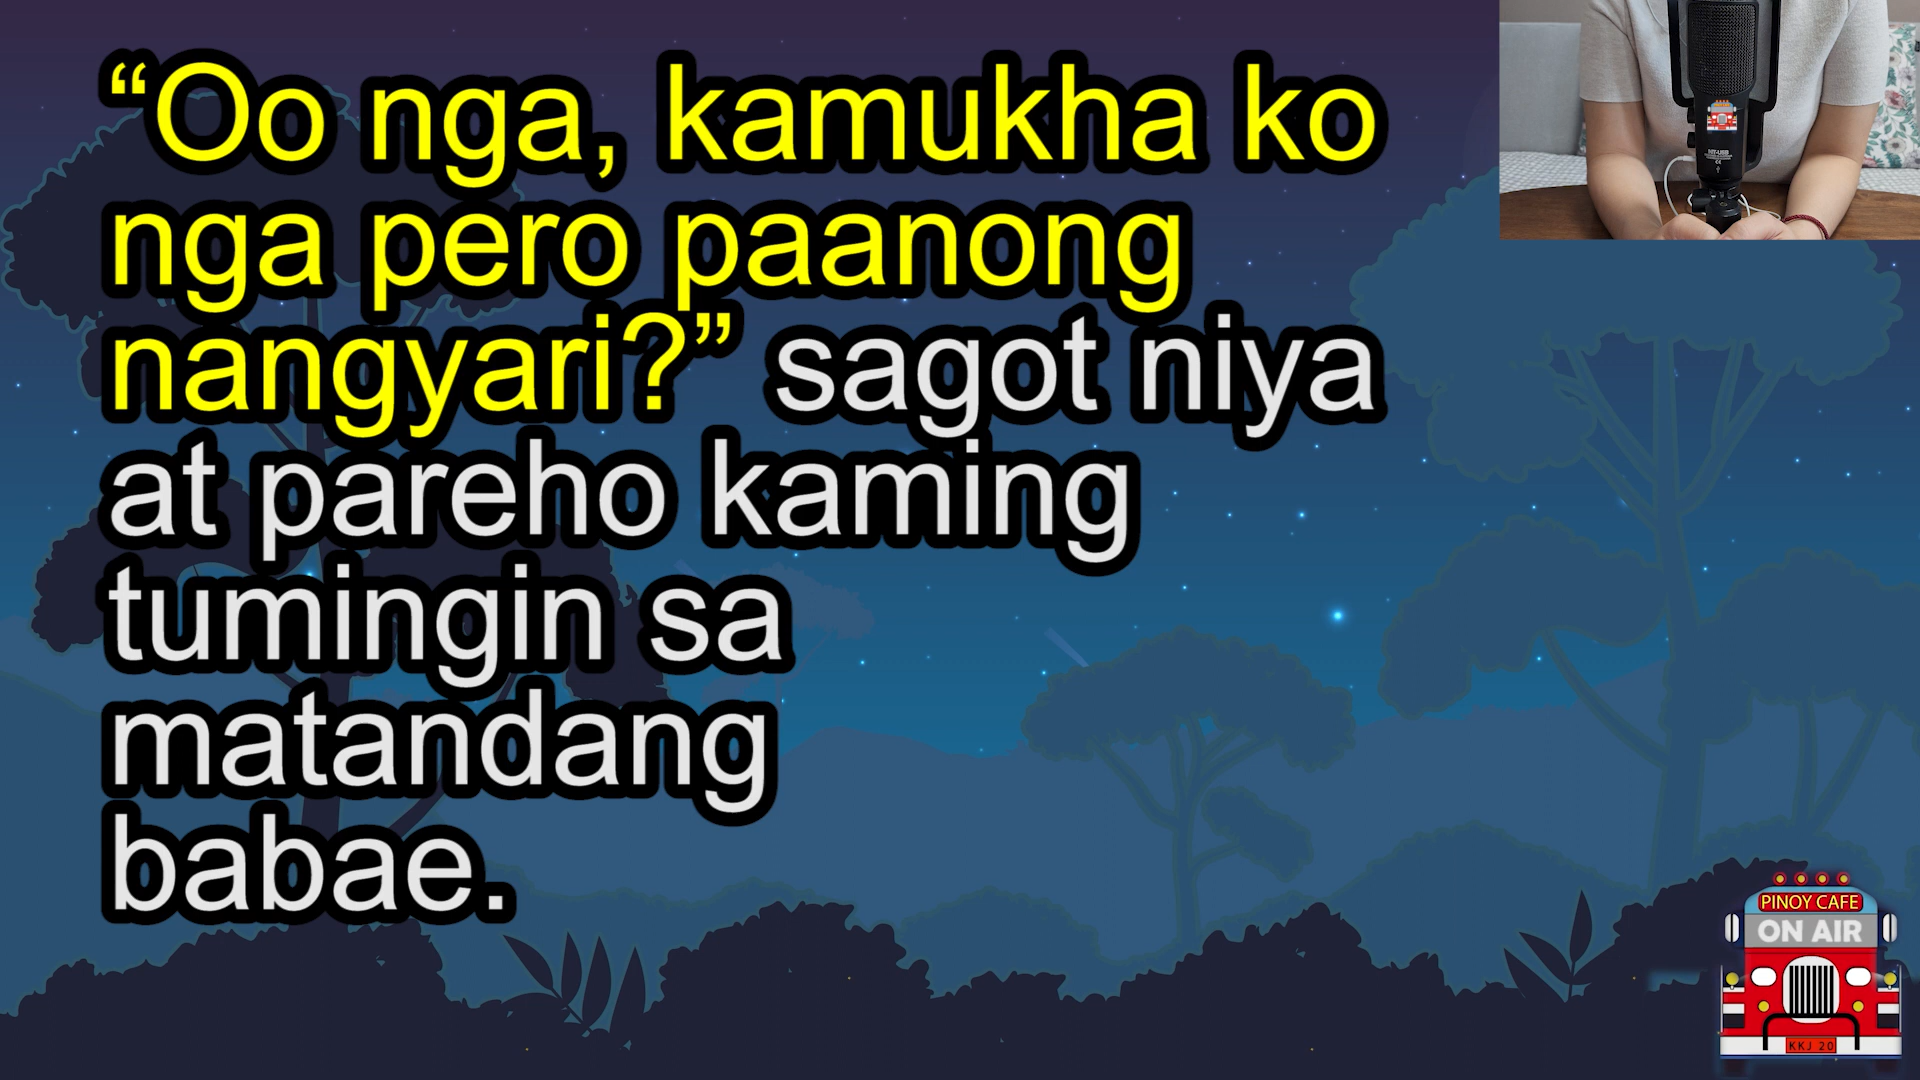 “Oo nga, kamukha ko
nga pero paanong
nangyari?” sagot niya
at pareho kaming
tumingin sa
matandang
babae.
PINOY CAFE
ON AIR
KKJ 20